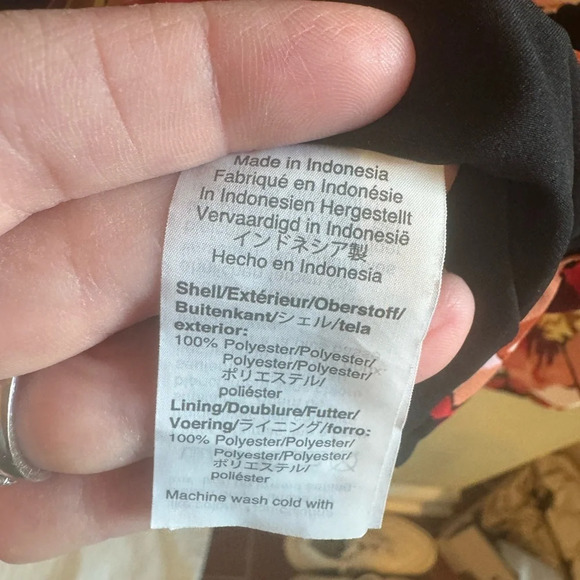 Made in Indonesia
Fabriqué en Indonésie
In Indonesien Hergestellt
Vervaardigd in Indonesië
インドネシア製
Hecho en Indonesia
Shell/Extérieur/Oberstoff/
Buitenkant/シェル/tela
exterior:
100% Polyester/Polyester/
Polyester/Polyester/
ポリエステル/
poliéster
Lining/Doublure/Futter/
Voering/ライニング/forro:
100% Polyester/Polyester/
Polyester/Polyester/
ポリエステル/
poliéster
Machine wash cold with